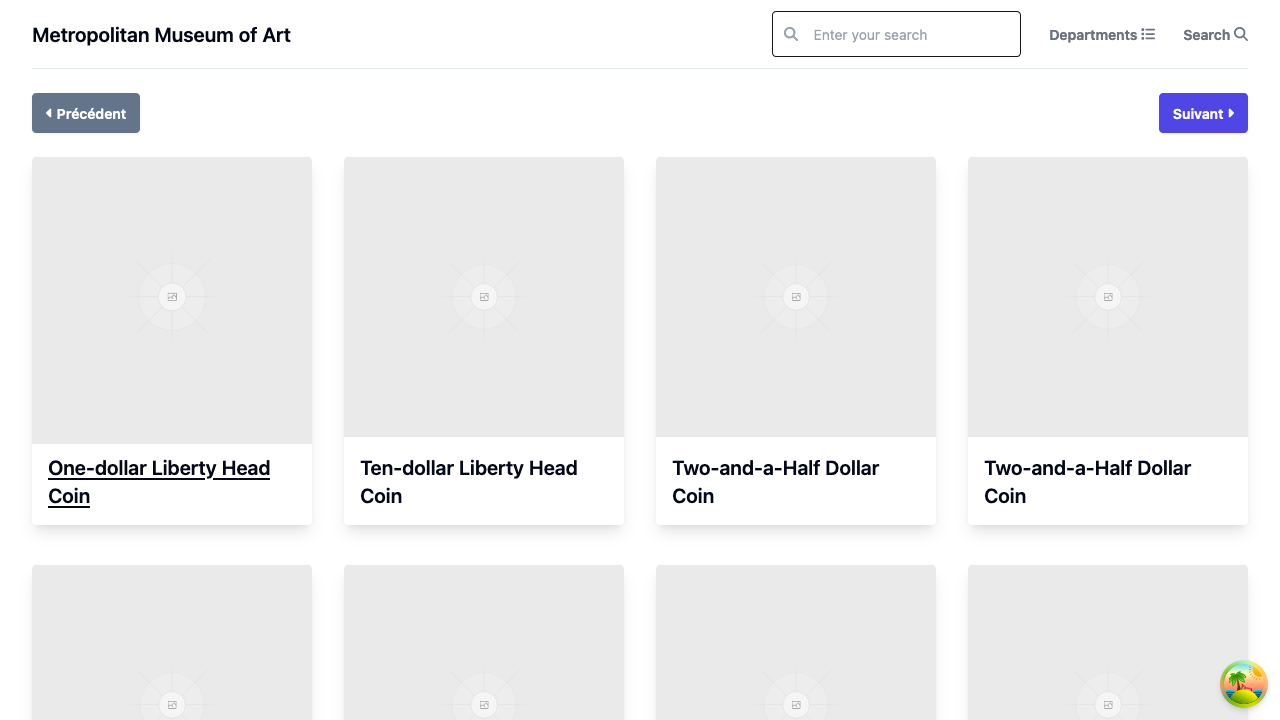 Metropolitan Museum of Art
Enter your search
Departments
Search
Précédent
Suivant
One-dollar Liberty Head
Coin
Ten-dollar Liberty Head
Coin
Two-and-a-Half Dollar
Coin
Two-and-a-Half Dollar
Coin